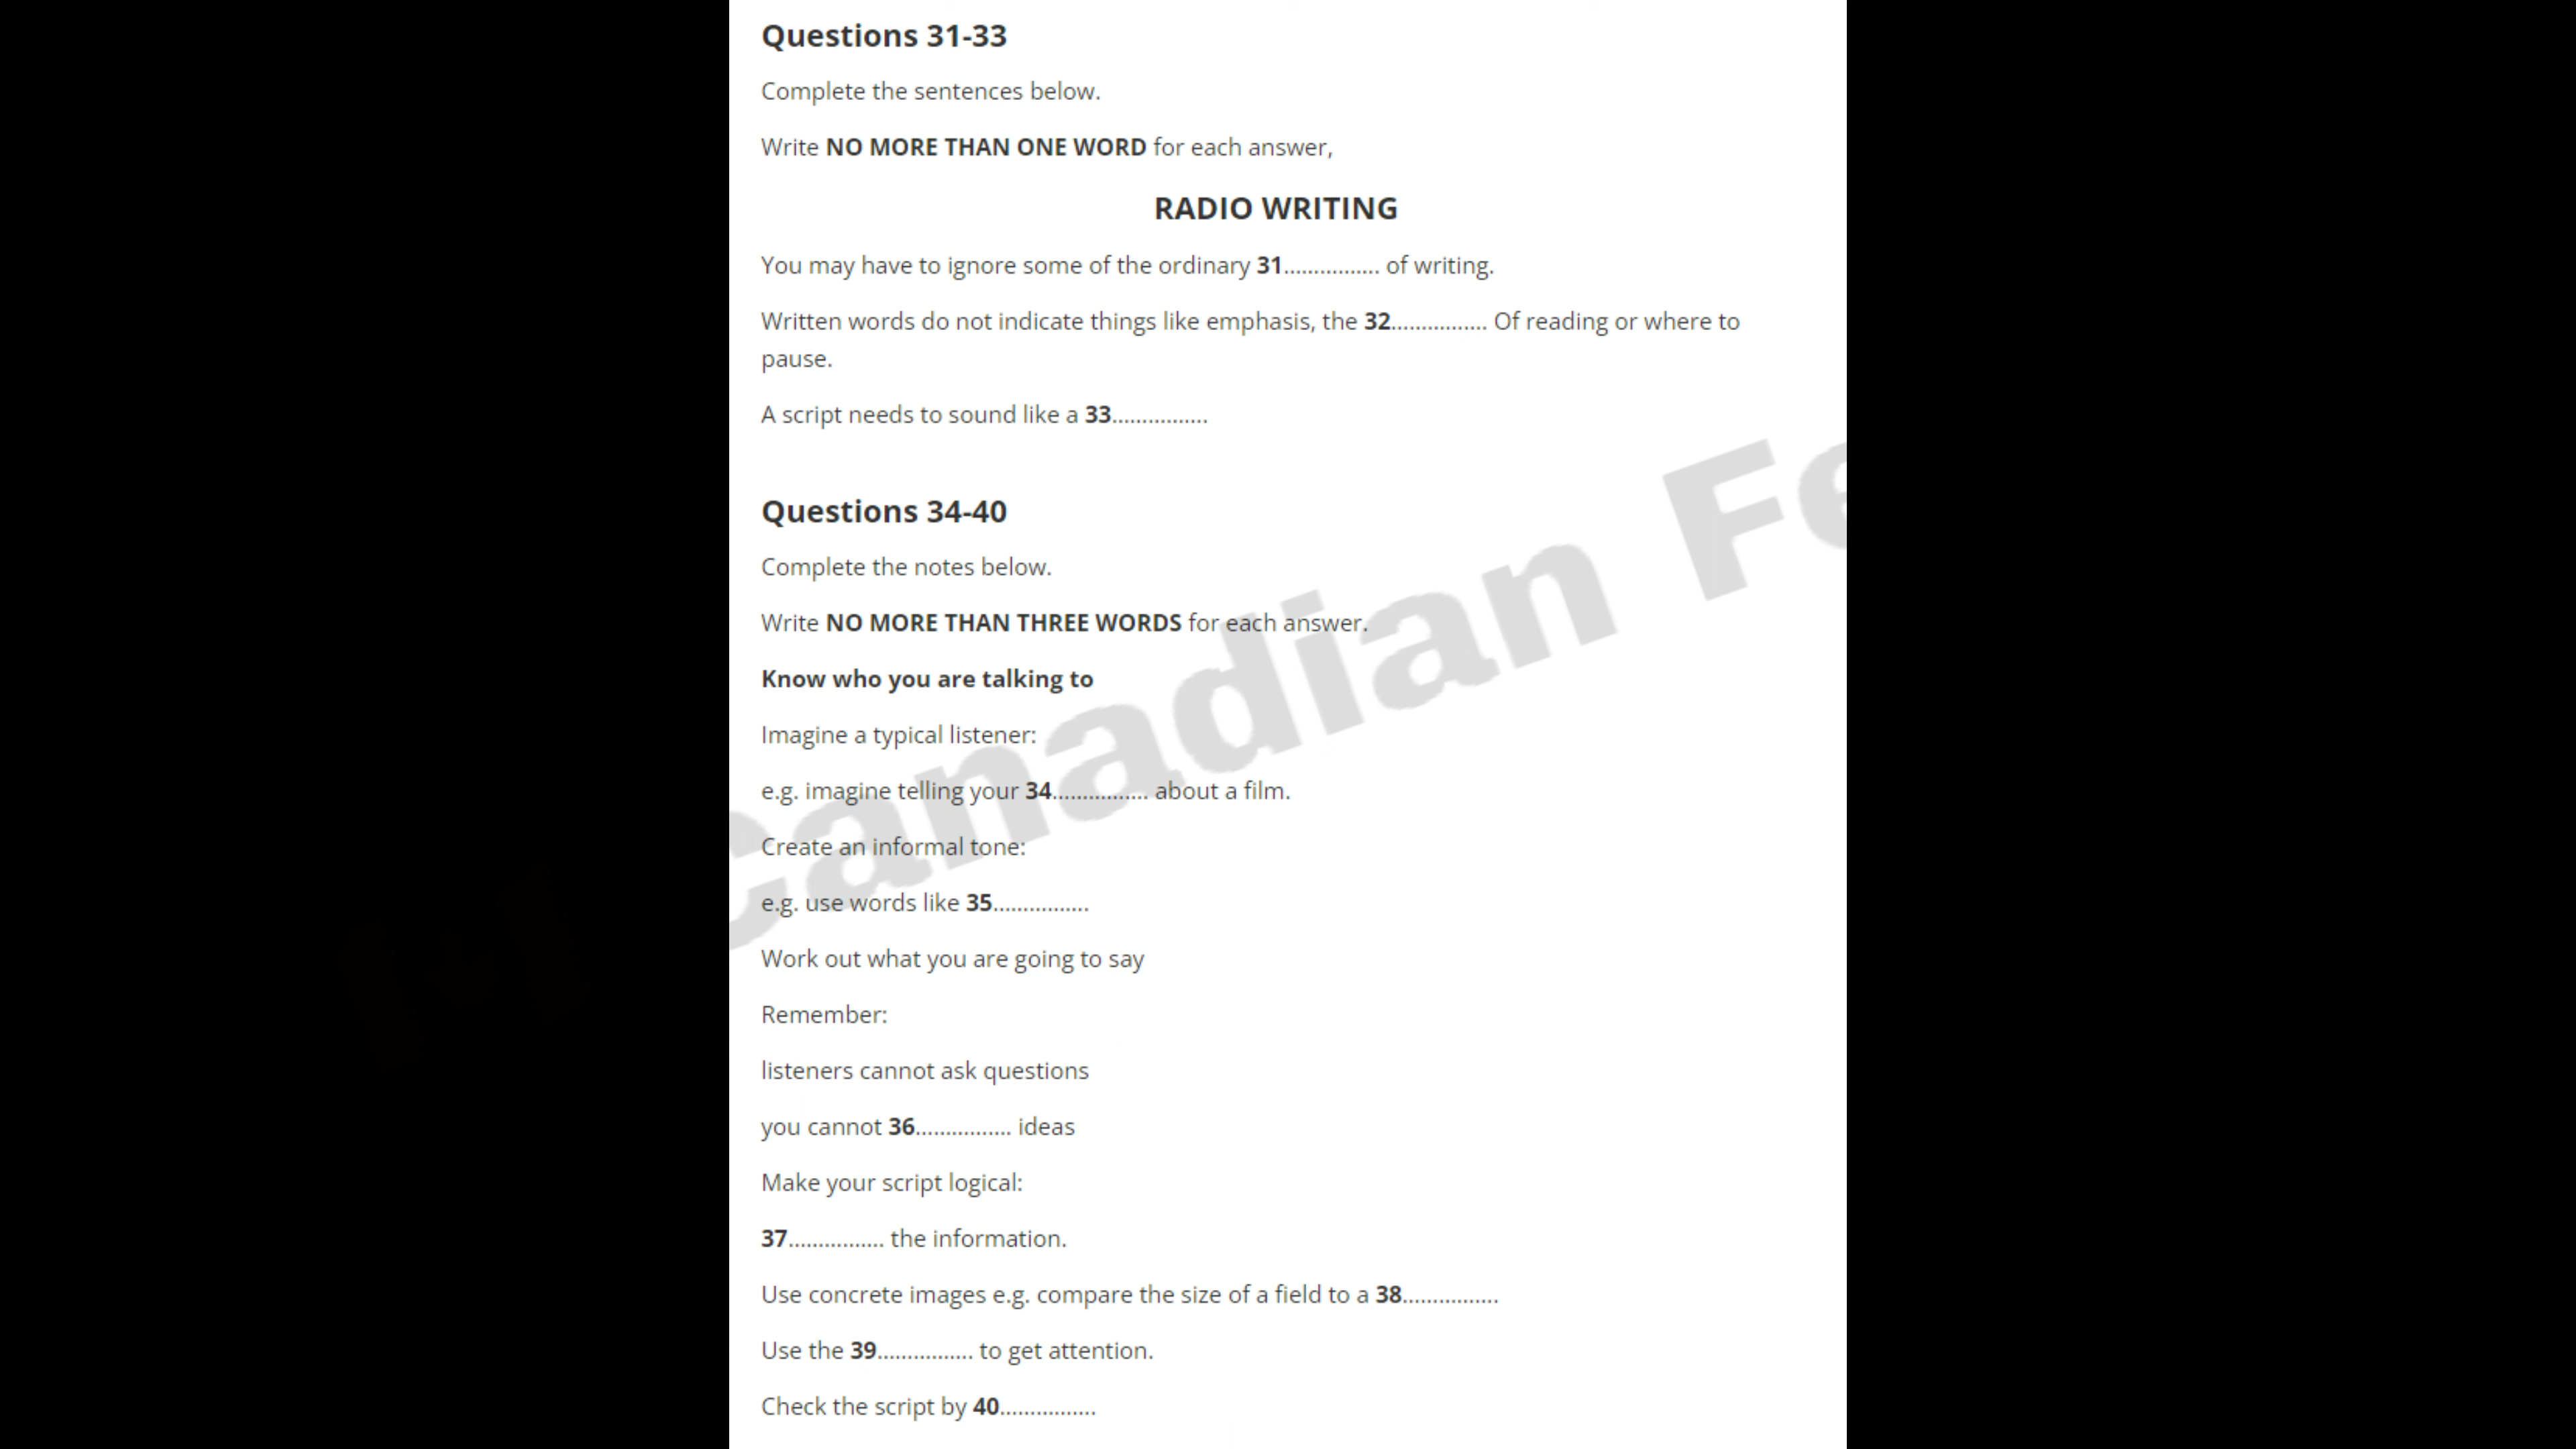 Questions 31-33
Complete the sentences below.
Write NO MORE THAN ONE WORD for each answer,
RADIO WRITING
You may have to ignore some of the ordinary 31................ of writing.
Written words do not indicate things like emphasis, the 32................ Of reading or where to
pause.
A script needs to sound like a 33................
Questions 34-40
Complete the notes below.
Write NO MORE THAN THREE WORDS for each answer.
Know who you are talking to
Imagine a typical listener:
e.g. imagine telling your 34................ about a film.
Create an informal tone:
e.g. use words like 35................
Work out what you are going to say
Remember:
listeners cannot ask questions
you cannot 36................ ideas
Make your script logical:
37................ the information.
Use concrete images e.g. compare the size of a field to a 38................
Use the 39................ to get attention.
Check the script by 40................
Canadian Fe